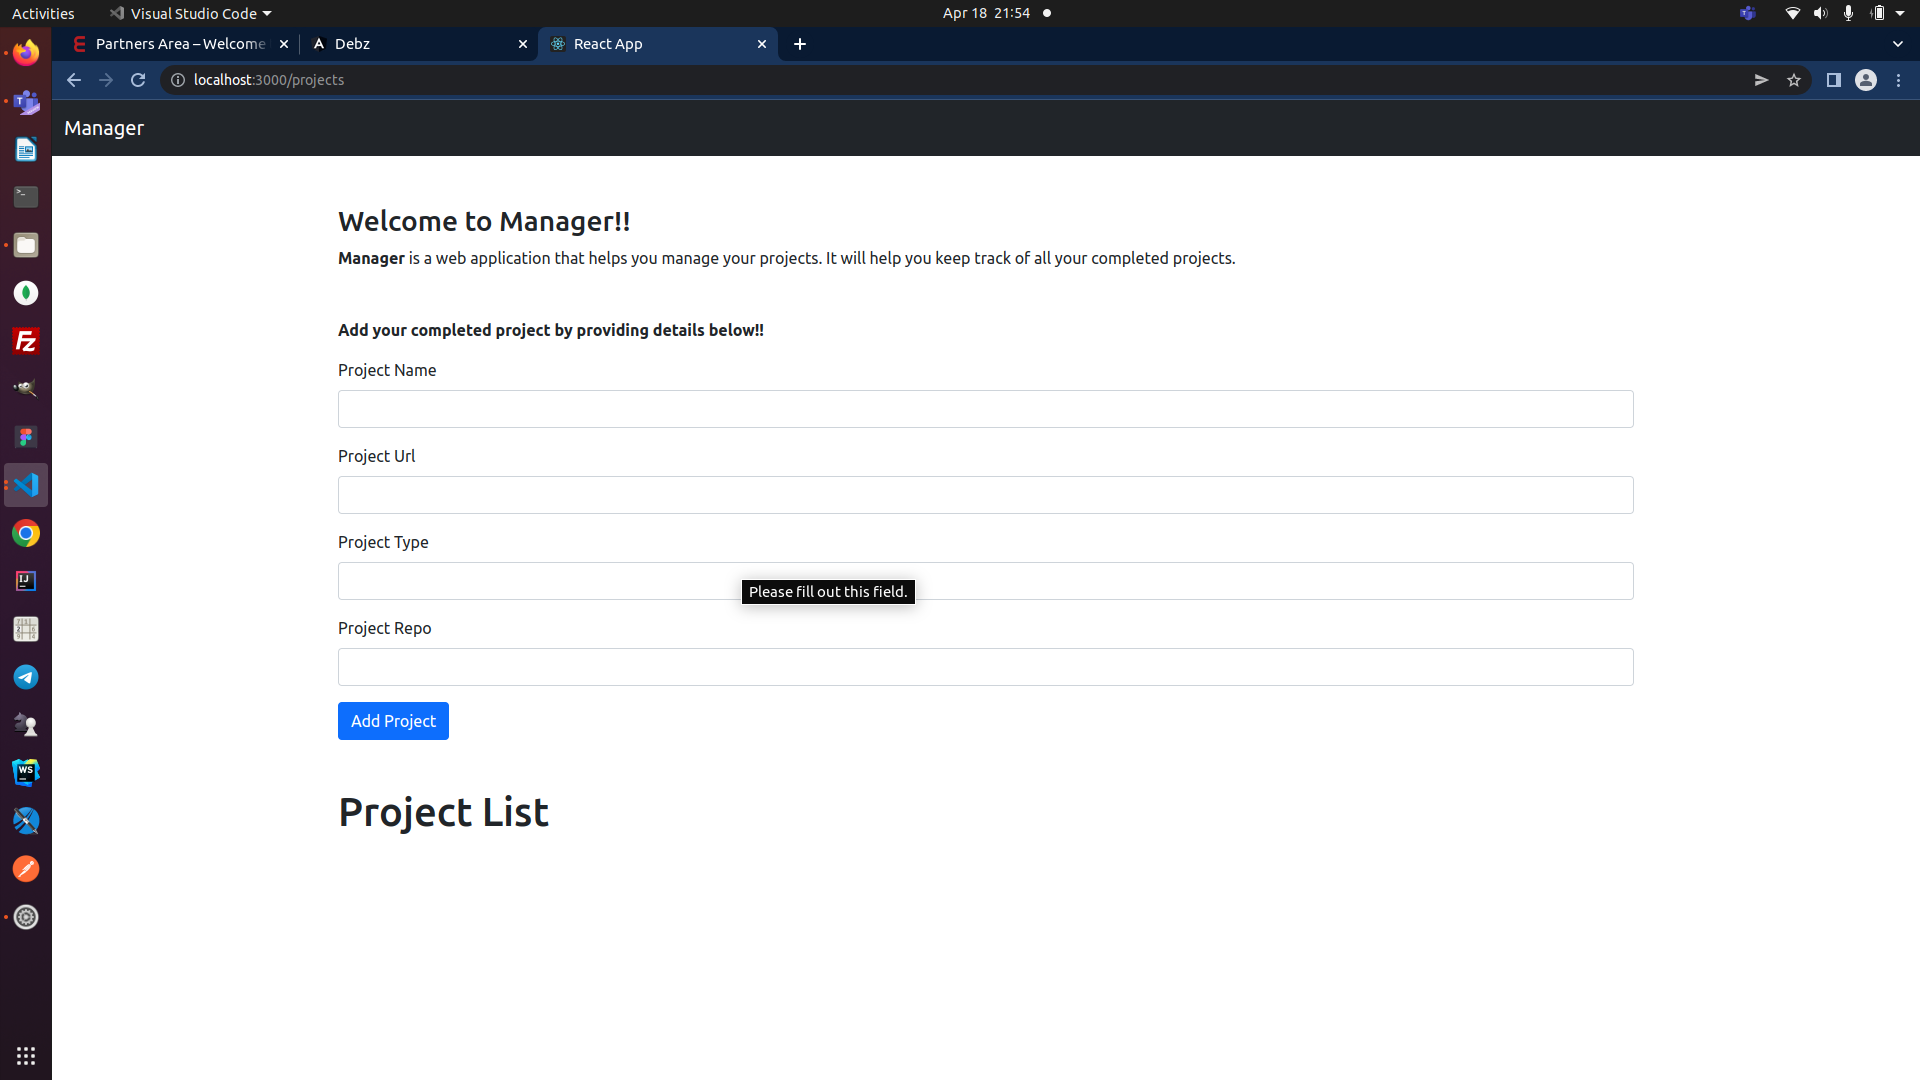 Activities
Visual Studio Code
Apr 18 21:54
Partners Area – Welcome
Debz
React App
localhost:3000/projects
Manager
Welcome to Manager!!
Manager is a web application that helps you manage your projects. It will help you keep track of all your completed projects.
Add your completed project by providing details below!!
Project Name
Project Url
Project Type
Please fill out this field.
Project Repo
Add Project
Project List